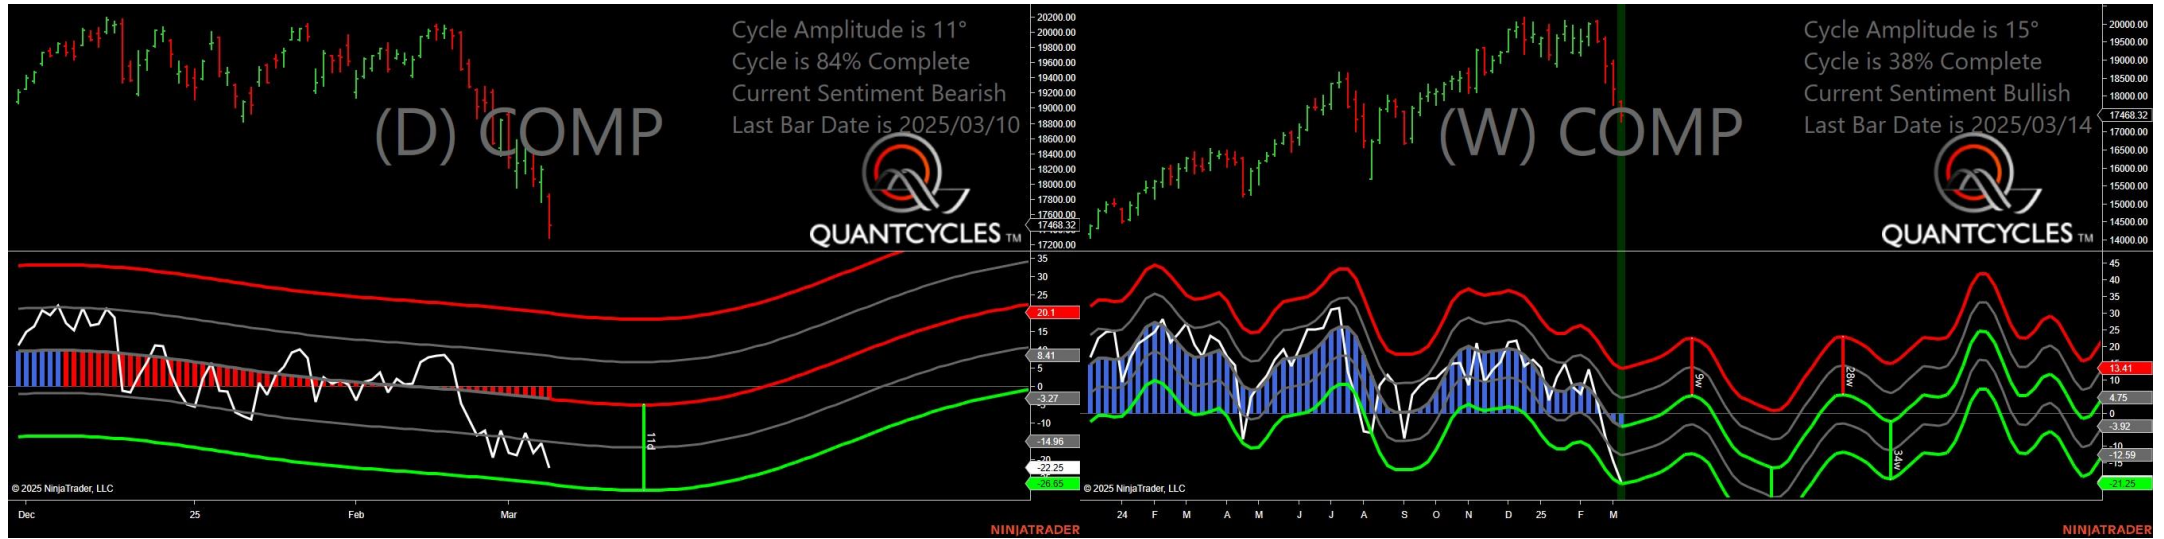 Cycle Amplitude is 11°
Cycle is 84% Complete
Current Sentiment Bearish
Last Bar Date is 2025/03/10
(D) COMP
QUANTCYCLES TM
20200.00
20000.00
19800.00
19600.00
19400.00
19200.00
19000.00
18800.00
18600.00
18400.00
18200.00
18000.00
17800.00
17600.00
17468.32
17200.00
35
30
25
20.1
15
8.41
5
0
-3.27
-10
-14.96
-22.25
-26.65
11d
© 2025 NinjaTrader, LLC
Dec
25
Feb
Mar
NINJATRADER
Cycle Amplitude is 15°
Cycle is 38% Complete
Current Sentiment Bullish
Last Bar Date is 2025/03/14
(W) COMP
QUANTCYCLES TM
20000.00
19500.00
19000.00
18500.00
18000.00
17468.32
17000.00
16500.00
16000.00
15500.00
15000.00
14500.00
14000.00
45
40
35
30
25
20
13.41
10
4.75
0
-3.92
-10
-12.59
-15
-21.25
9w
28w
34w
© 2025 NinjaTrader, LLC
24
F
M
A
M
J
J
A
S
O
N
D
25
F
M
NINJATRADER